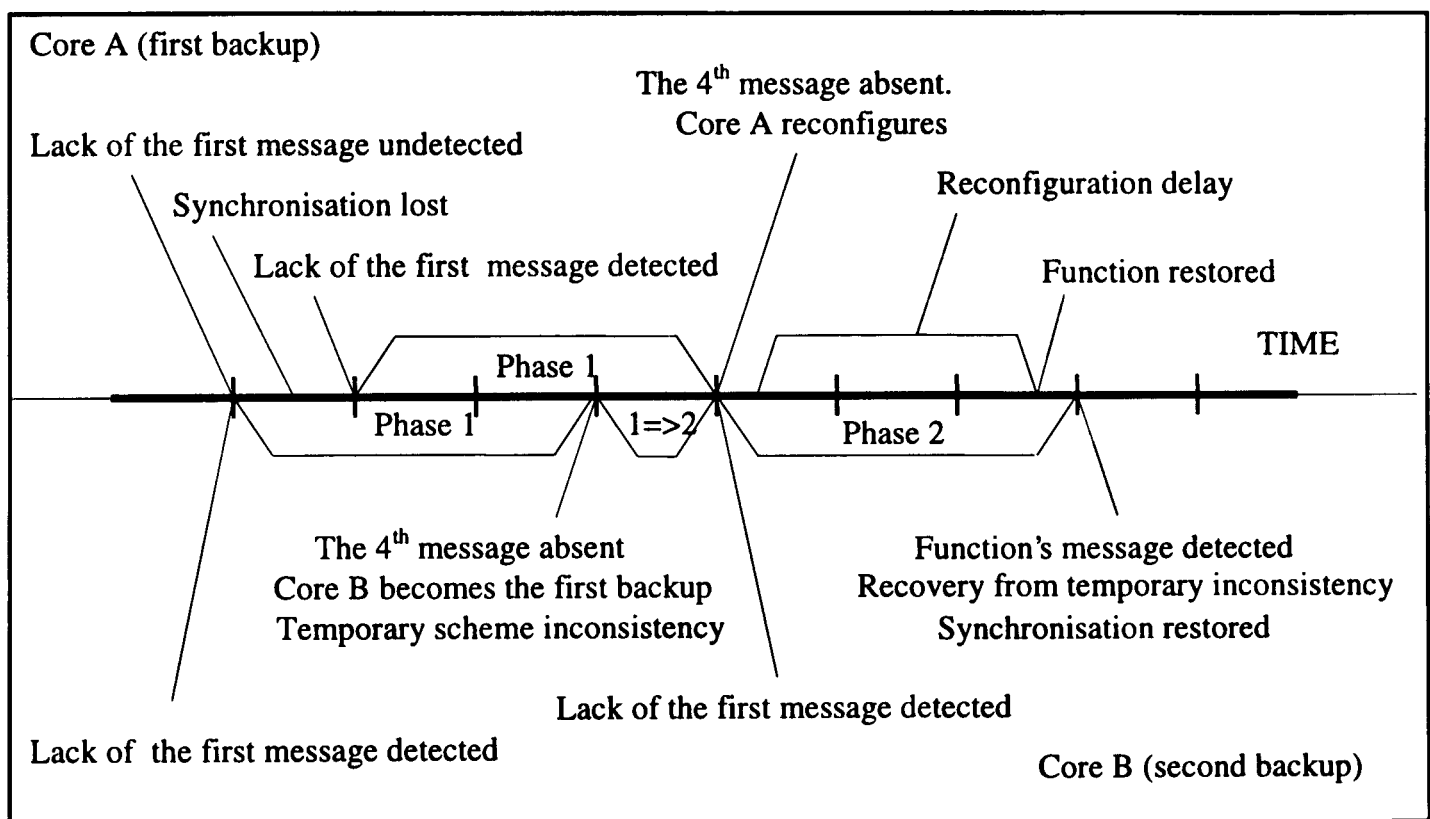 Core A (first backup)
The 4th message absent.
Core A reconfigures
Lack of the first message undetected
Reconfiguration delay
Synchronisation lost
Lack of the first message detected
Function restored
TIME
Phase 1
Phase 1
1=>2
Phase 2
The 4th message absent
Core B becomes the first backup
Temporary scheme inconsistency
Function's message detected
Recovery from temporary inconsistency
Synchronisation restored
Lack of the first message detected
Lack of the first message detected
Core B (second backup)